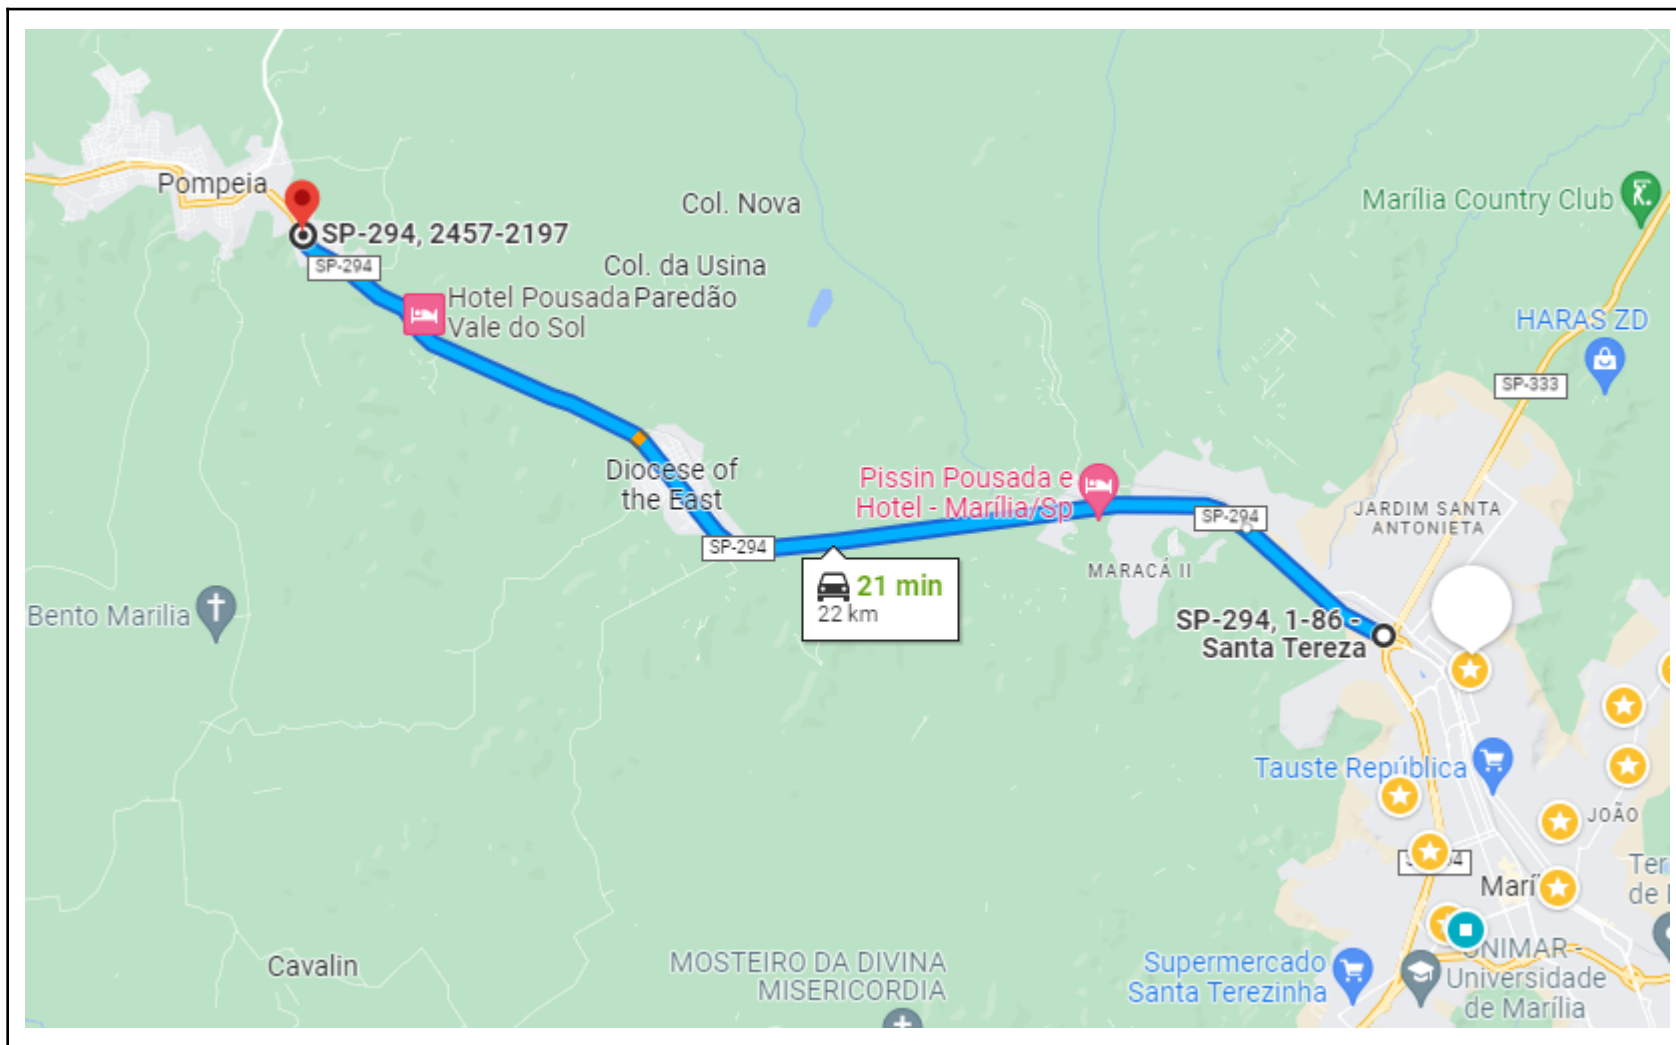 Pompeia
SP-294, 2457-2197
SP-294
Col. Nova
Marília Country Club
Col. da Usina
Hotel Pousada
Vale do Sol
Paredão
HARAS ZD
SP-333
Diocese of
the East
Pissin Pousada e
Hotel - Marília/Sp
SP-294
JARDIM SANTA
ANTONIETA
SP-294
MARACÁ II
21 min
22 km
Bento Marilia
SP-294, 1-86 -
Santa Tereza
Tauste República
JOÃO
Ter
de
Marí
Cavalin
MOSTEIRO DA DIVINA
MISERICORDIA
Supermercado
Santa Terezinha
UNIMAR -
Universidade
de Marília